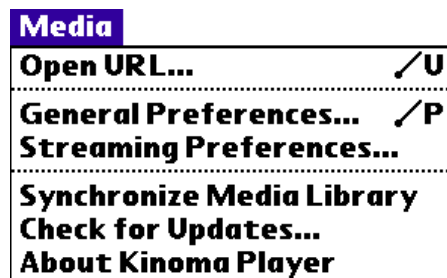 Media
Open URL... /U
General Preferences... /P
Streaming Preferences...
Synchronize Media Library
Check for Updates...
About Kinoma Player